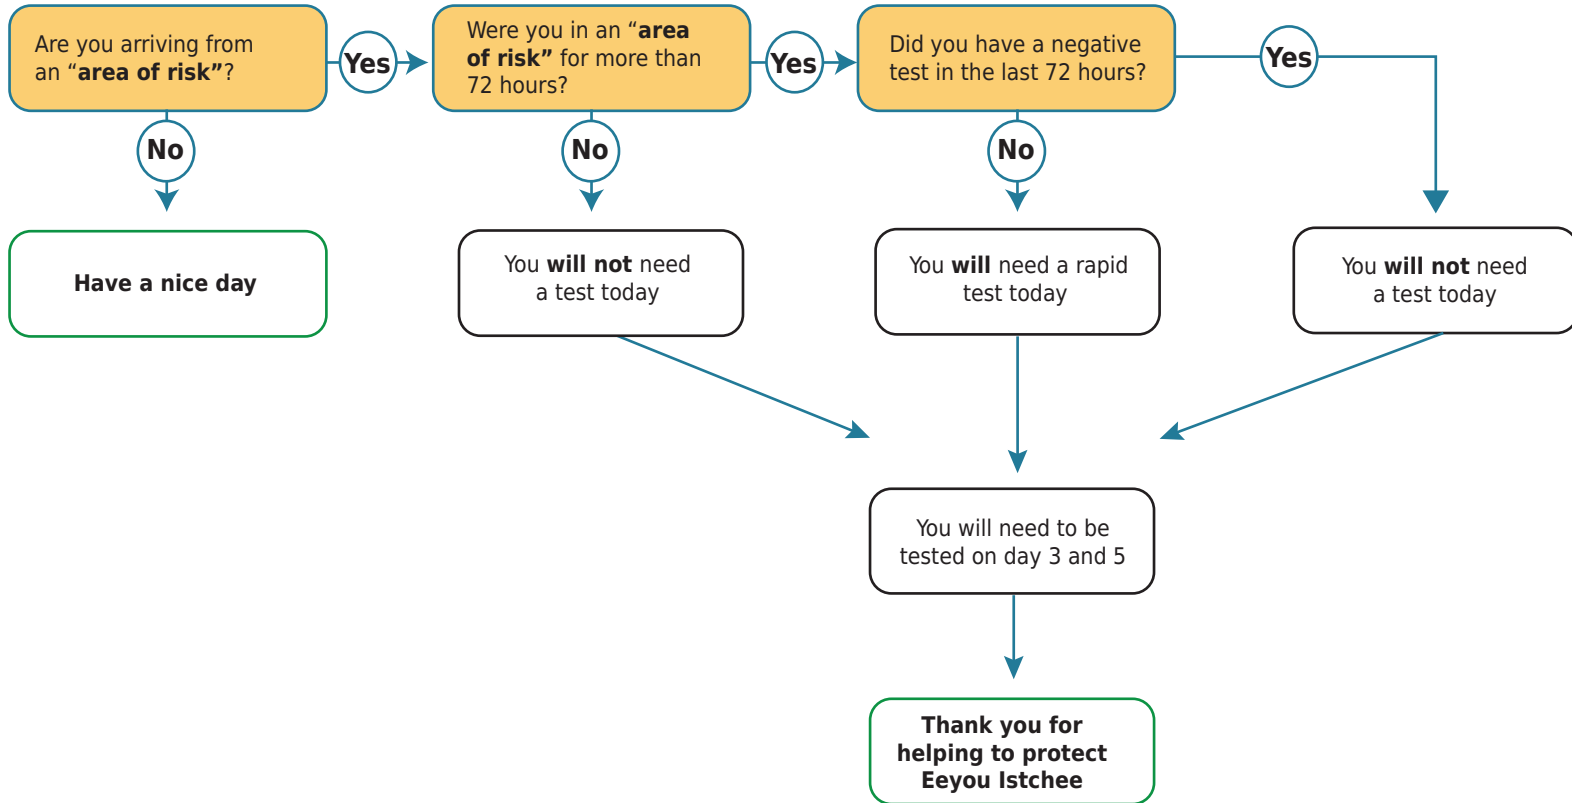 Are you arriving from
an “area of risk”?
Yes
Were you in an “area
of risk” for more than
72 hours?
Yes
Did you have a negative
test in the last 72 hours?
Yes
No
No
No
Have a nice day
You will not need
a test today
You will need a rapid
test today
You will not need
a test today
You will need to be
tested on day 3 and 5
Thank you for
helping to protect
Eeyou Istchee